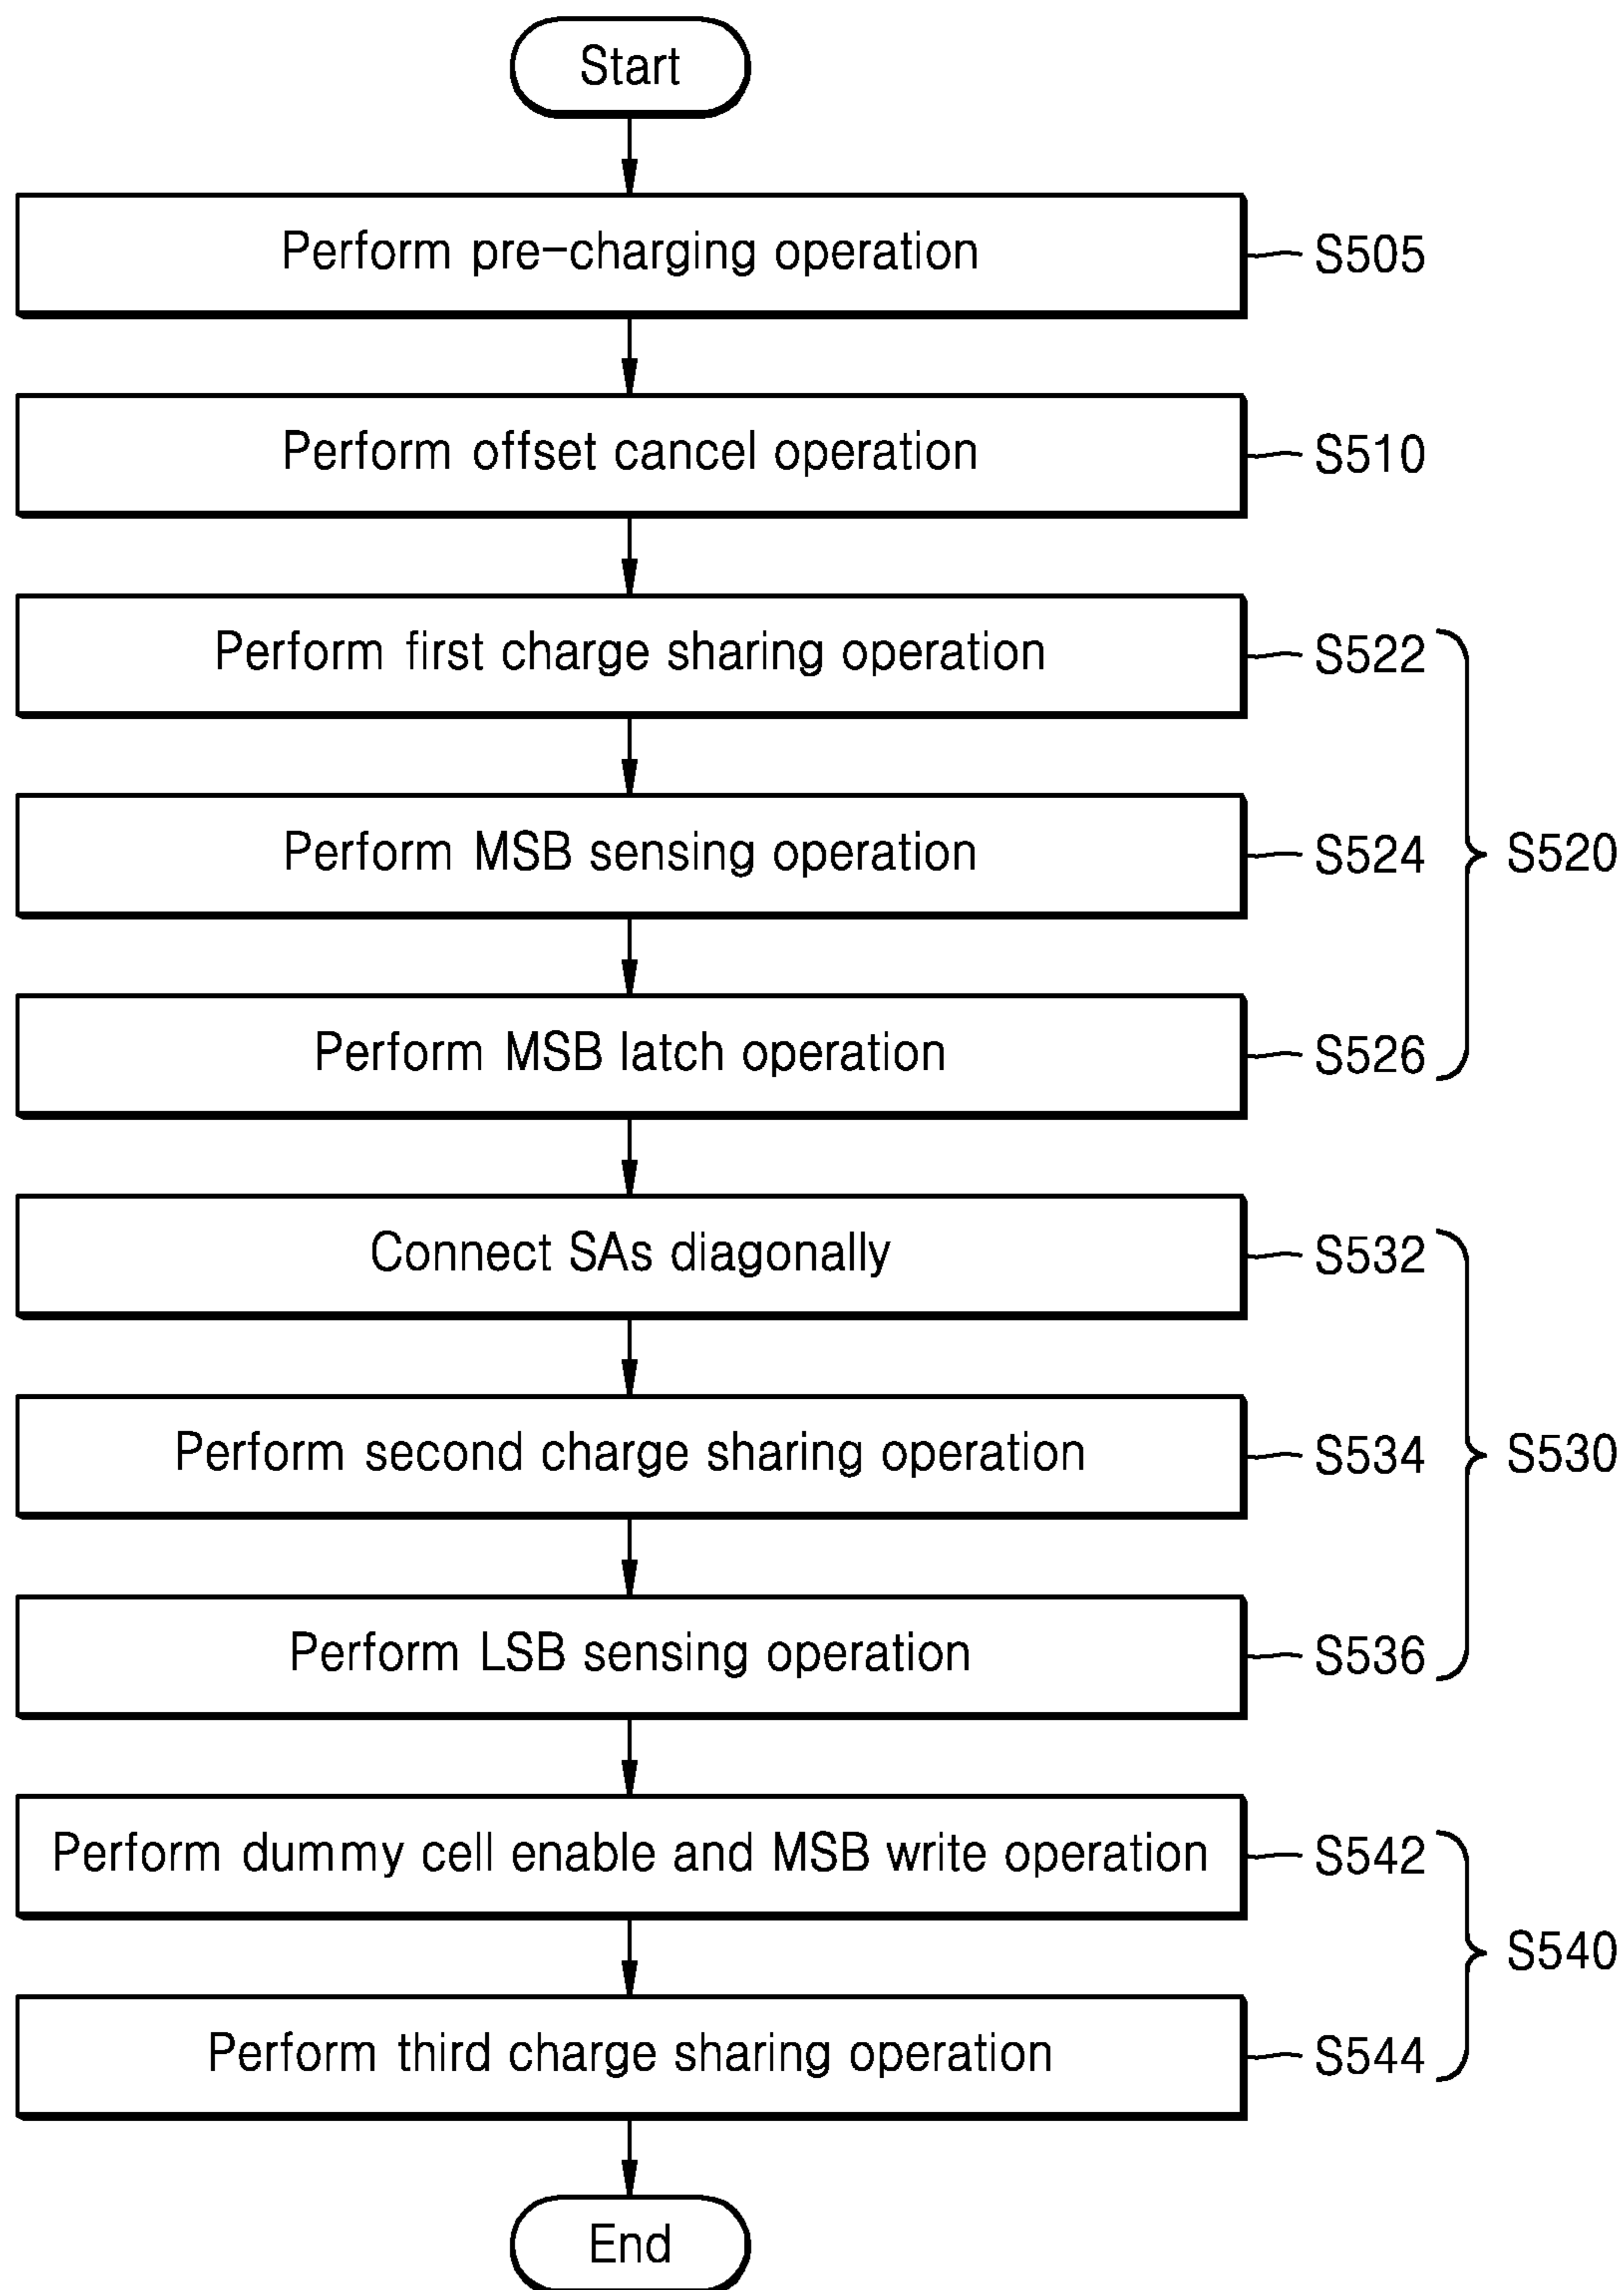 Start
Perform pre-charging operation
S505
Perform offset cancel operation
S510
Perform first charge sharing operation
S522
Perform MSB sensing operation
S524
S520
Perform MSB latch operation
S526
Connect SAs diagonally
S532
Perform second charge sharing operation
S534
S530
Perform LSB sensing operation
S536
Perform dummy cell enable and MSB write operation
S542
S540
Perform third charge sharing operation
S544
End